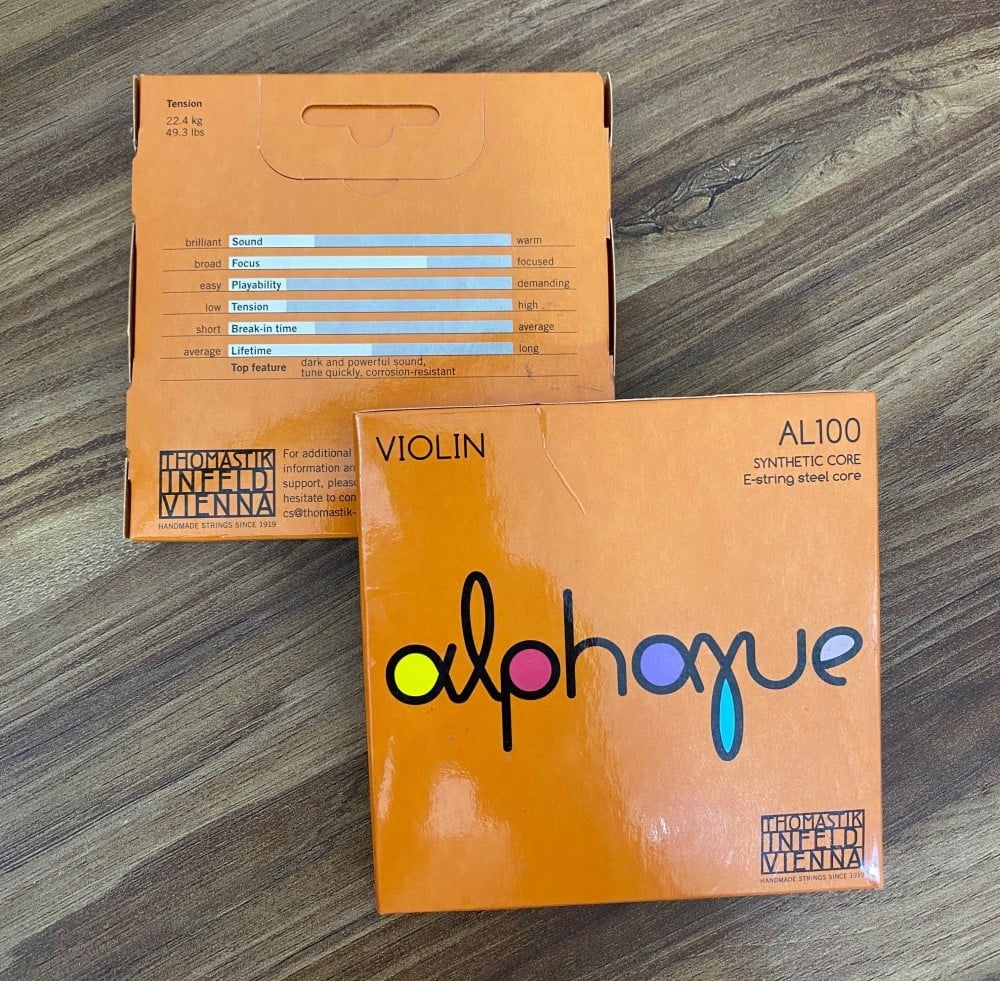 Tension
22.4 kg
49.3 lbs
brilliant Sound warm
broad Focus focused
easy Playability demanding
low Tension high
short Break-in time average
average Lifetime long
Top feature dark and powerful sound,
tune quickly, corrosion-resistant
THOMASTIK
INFELD
VIENNA
HANDMADE STRINGS SINCE 1919
For additional
information an
support, pleas
hesitate to con
cs@thomastik-
VIOLIN
AL100
SYNTHETIC CORE
E-string steel core
alphayue
THOMASTIK
INFELD
VIENNA
HANDMADE STRINGS SINCE 1919